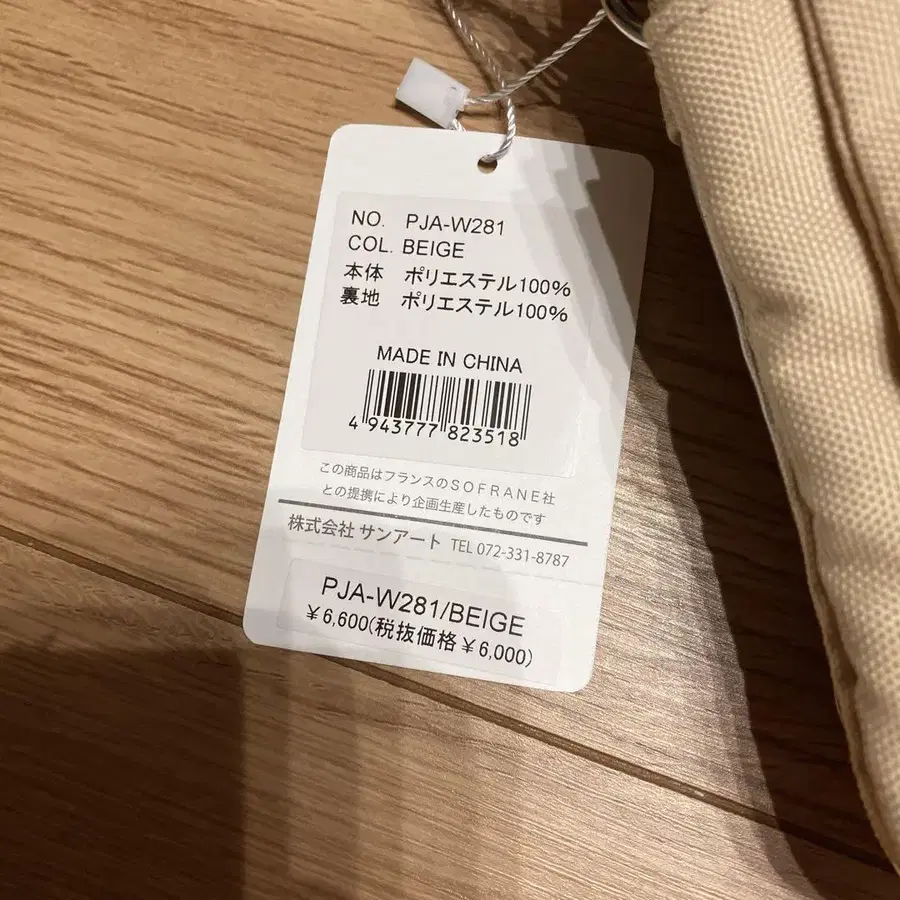 NO. PJA-W281
COL. BEIGE
本体 ポリエステル100%
裏地 ポリエステル100%
MADE IN CHINA
4 943777 823518
この商品はフランスのSOFRANE社
との提携により企画生産したものです
株式会社 サンアート TEL 072-331-8787
PJA-W281/BEIGE
¥6,600(税抜価格¥6,000)